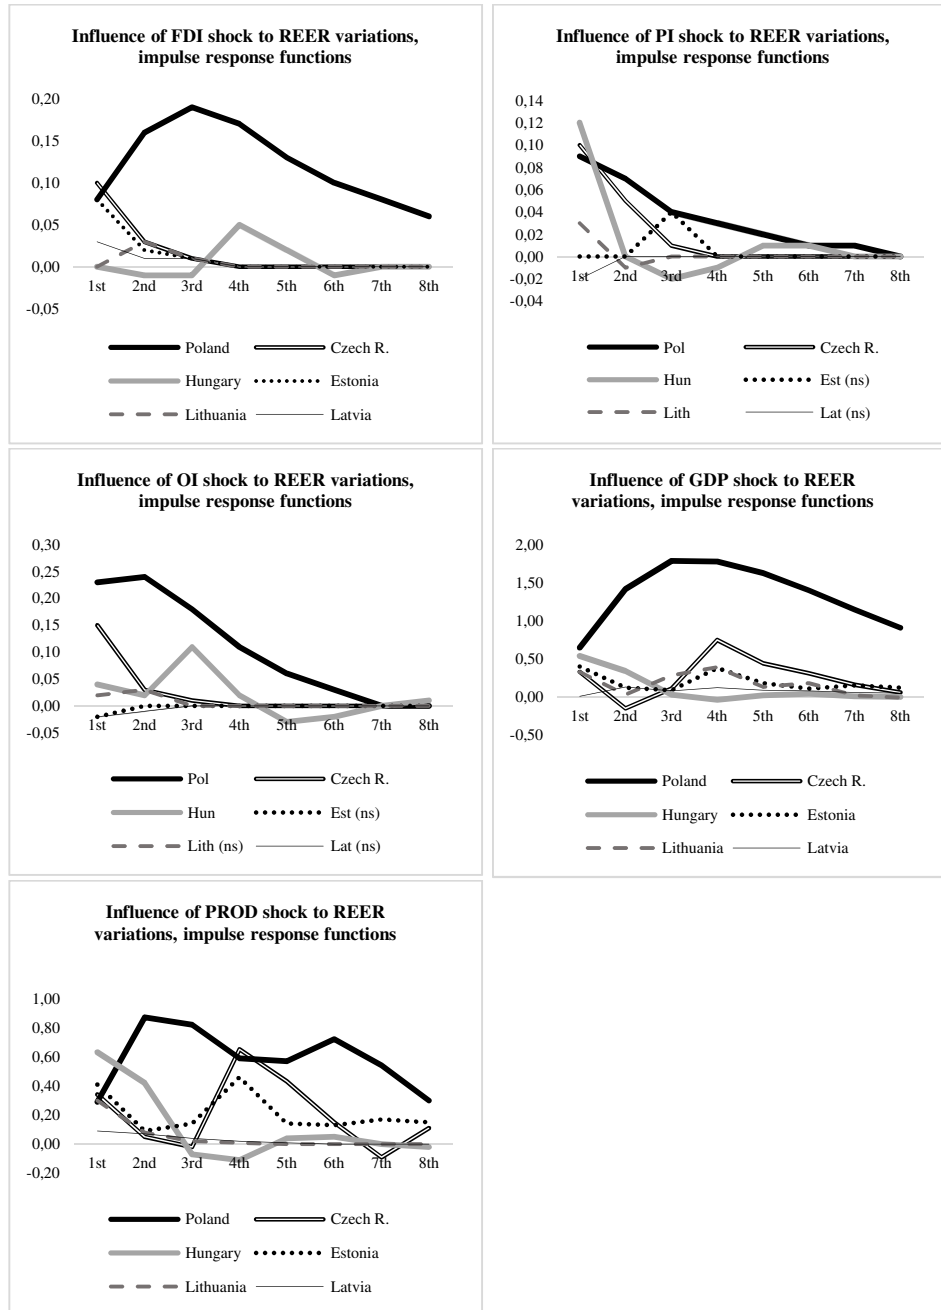 Influence of FDI shock to REER variations,
impulse response functions
0,20
0,15
0,10
0,05
0,00
-0,05
1st 2nd 3rd 4th 5th 6th 7th 8th
Poland Czech R.
Hungary Estonia
Lithuania Latvia
Influence of PI shock to REER variations,
impulse response functions
0,14
0,12
0,10
0,08
0,06
0,04
0,02
0,00
-0,02
-0,04
1st 2nd 3rd 4th 5th 6th 7th 8th
Pol Czech R.
Hun Est (ns)
Lith Lat (ns)
Influence of OI shock to REER variations,
impulse response functions
0,30
0,25
0,20
0,15
0,10
0,05
0,00
-0,05
1st 2nd 3rd 4th 5th 6th 7th 8th
Pol Czech R.
Hun Est (ns)
Lith (ns) Lat (ns)
Influence of GDP shock to REER
variations, impulse response functions
2,00
1,50
1,00
0,50
0,00
-0,50
1st 2nd 3rd 4th 5th 6th 7th 8th
Poland Czech R.
Hungary Estonia
Lithuania Latvia
Influence of PROD shock to REER
variations, impulse response functions
1,00
0,80
0,60
0,40
0,20
0,00
-0,20
1st 2nd 3rd 4th 5th 6th 7th 8th
Poland Czech R.
Hungary Estonia
Lithuania Latvia